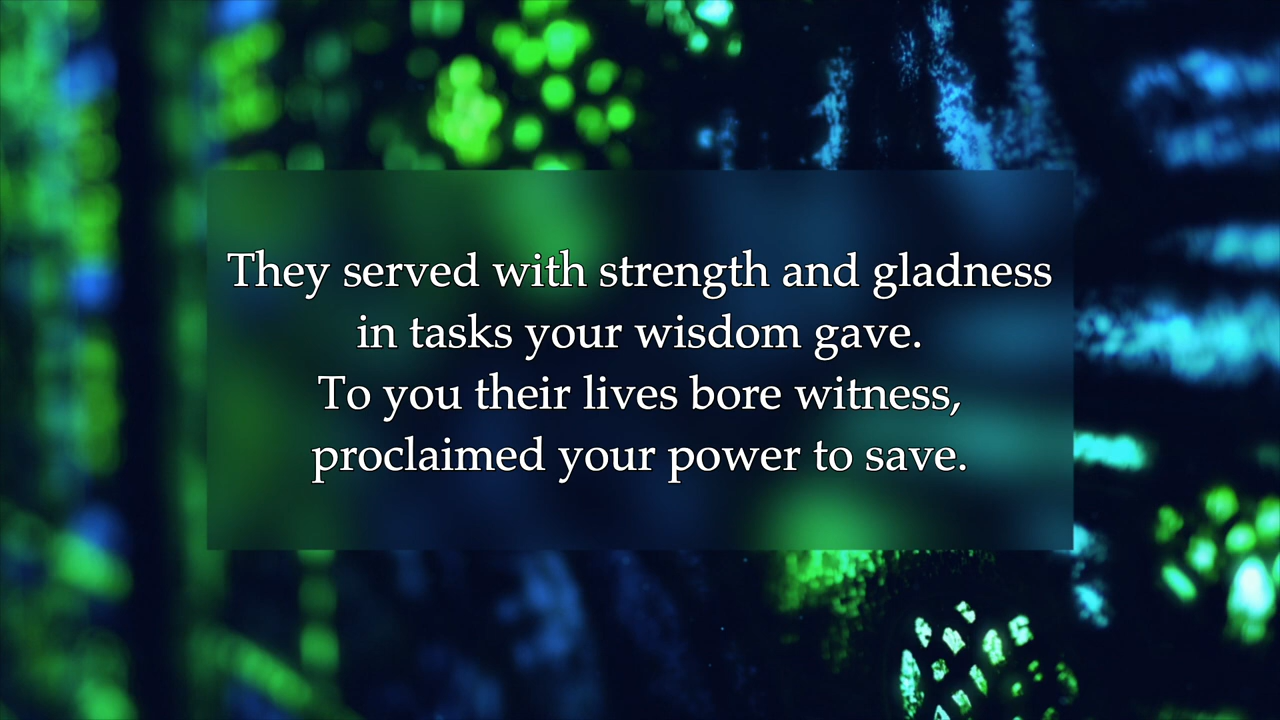 They served with strength and gladness
in tasks your wisdom gave.
To you their lives bore witness,
proclaimed your power to save.